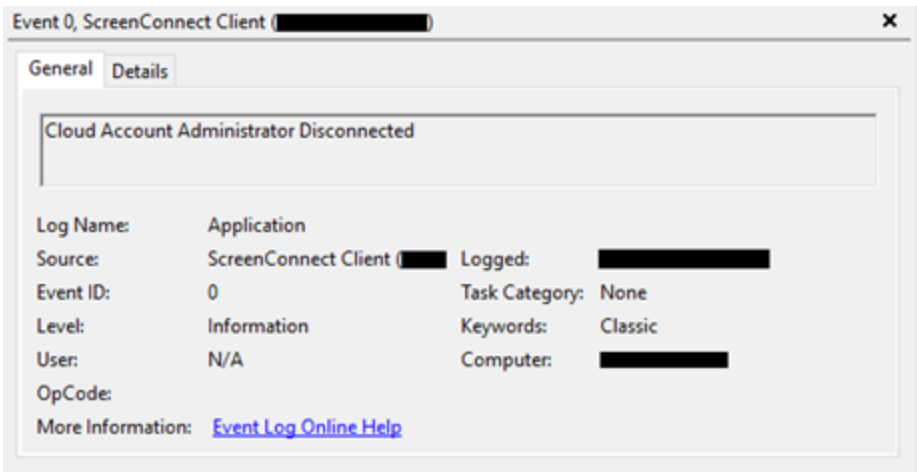 Event 0, ScreenConnect Client ( )
General Details
Cloud Account Administrator Disconnected
Log Name: Application
Source: ScreenConnect Client ( Logged:
Event ID: 0 Task Category: None
Level: Information Keywords: Classic
User: N/A Computer:
OpCode:
More Information: Event Log Online Help